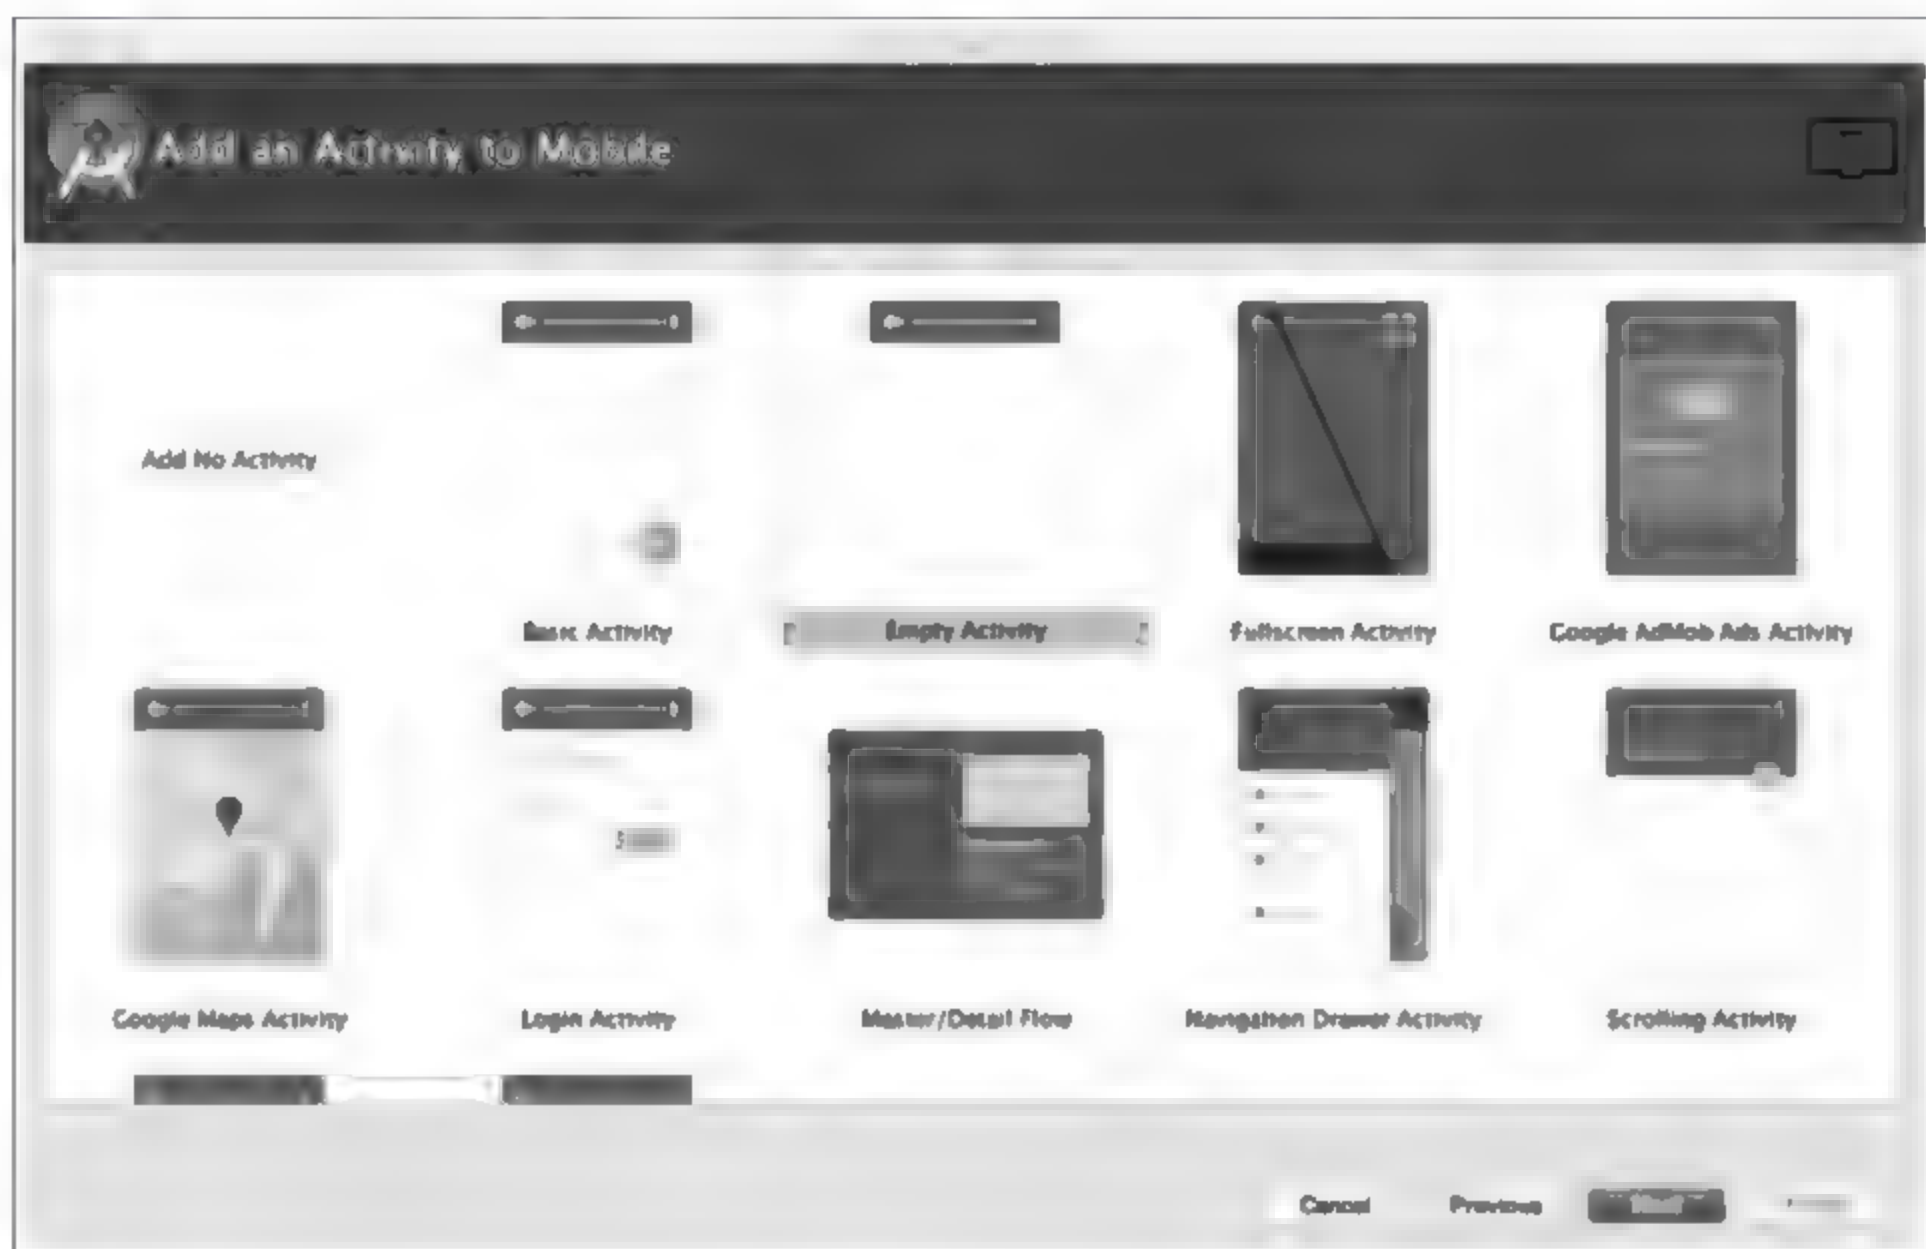 Add an Activity to Mobile
Add No Activity
Basic Activity
Empty Activity
Fullscreen Activity
Google AdMob Ads Activity
Google Maps Activity
Login Activity
Master/Detail Flow
Navigation Drawer Activity
Scrolling Activity
Cancel
Previous
Next